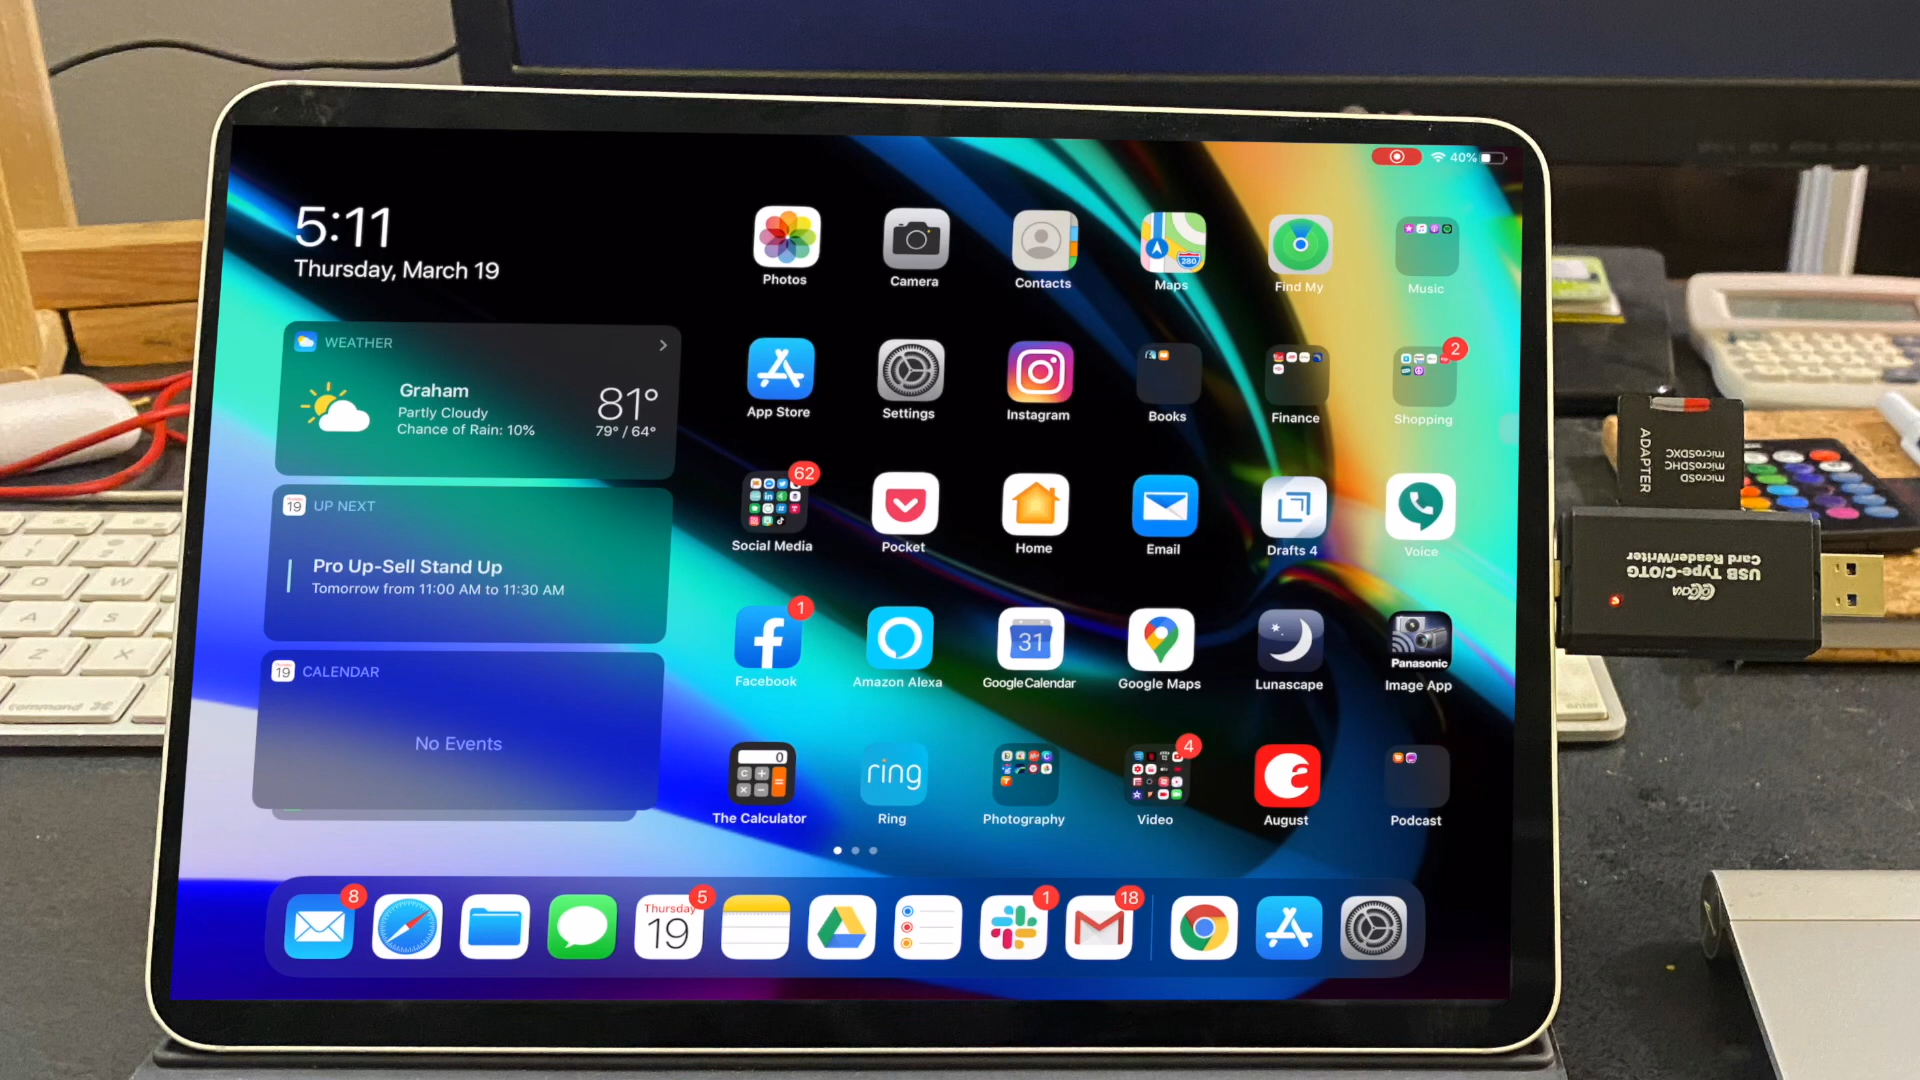 40%
5:11
Thursday, March 19
WEATHER
Graham
Partly Cloudy
Chance of Rain: 10%
81°
79° / 64°
19
UP NEXT
Pro Up-Sell Stand Up
Tomorrow from 11:00 AM to 11:30 AM
19
CALENDAR
No Events
280
Photos
Camera
Contacts
Maps
Find My
Music
2
App Store
Settings
Instagram
Books
Finance
Shopping
62
Social Media
Pocket
Home
Email
Drafts 4
Voice
1
31
Panasonic
Facebook
Amazon Alexa
Google Calendar
Google Maps
Lunascape
Image App
0
ring
4
The Calculator
Ring
Photography
Video
August
Podcast
8
Thursday
19
5
1
18
ADAPTER
microSD
microSDHC
microSDXC
USB Type-C/OTG
Card Reader/Writer
Q
W
A
S
Z
X
command ⌘
enter